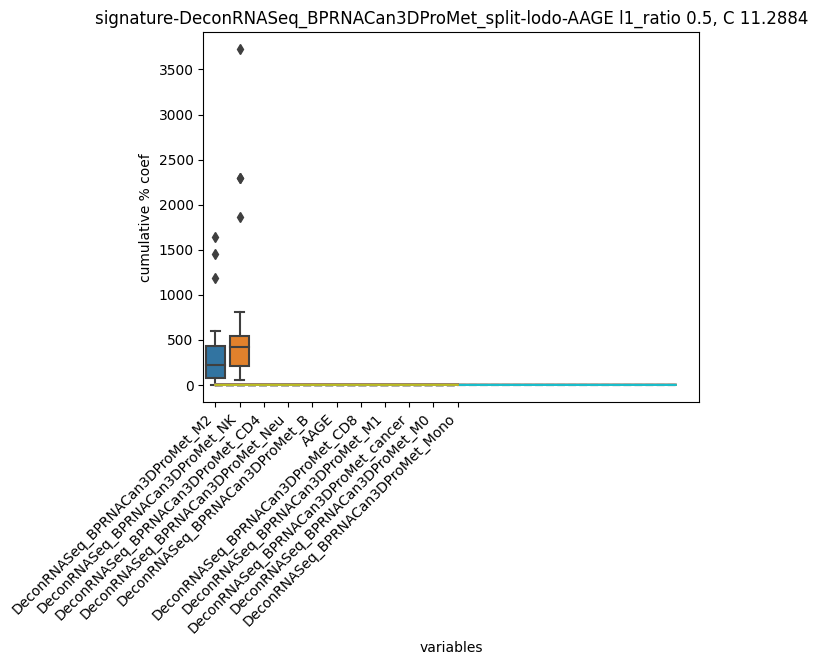 signature-DeconRNASeq_BPRNACan3DProMet_split-lodo-AAGE l1_ratio 0.5, C 11.2884
cumulative % coef
3500
3000
2500
2000
1500
1000
500
0
DeconRNASeq_BPRNACan3DProMet_M2
DeconRNASeq_BPRNACan3DProMet_NK
DeconRNASeq_BPRNACan3DProMet_CD4
DeconRNASeq_BPRNACan3DProMet_Neu
DeconRNASeq_BPRNACan3DProMet_B
AAGE
DeconRNASeq_BPRNACan3DProMet_CD8
DeconRNASeq_BPRNACan3DProMet_M1
DeconRNASeq_BPRNACan3DProMet_cancer
DeconRNASeq_BPRNACan3DProMet_M0
DeconRNASeq_BPRNACan3DProMet_Mono
variables